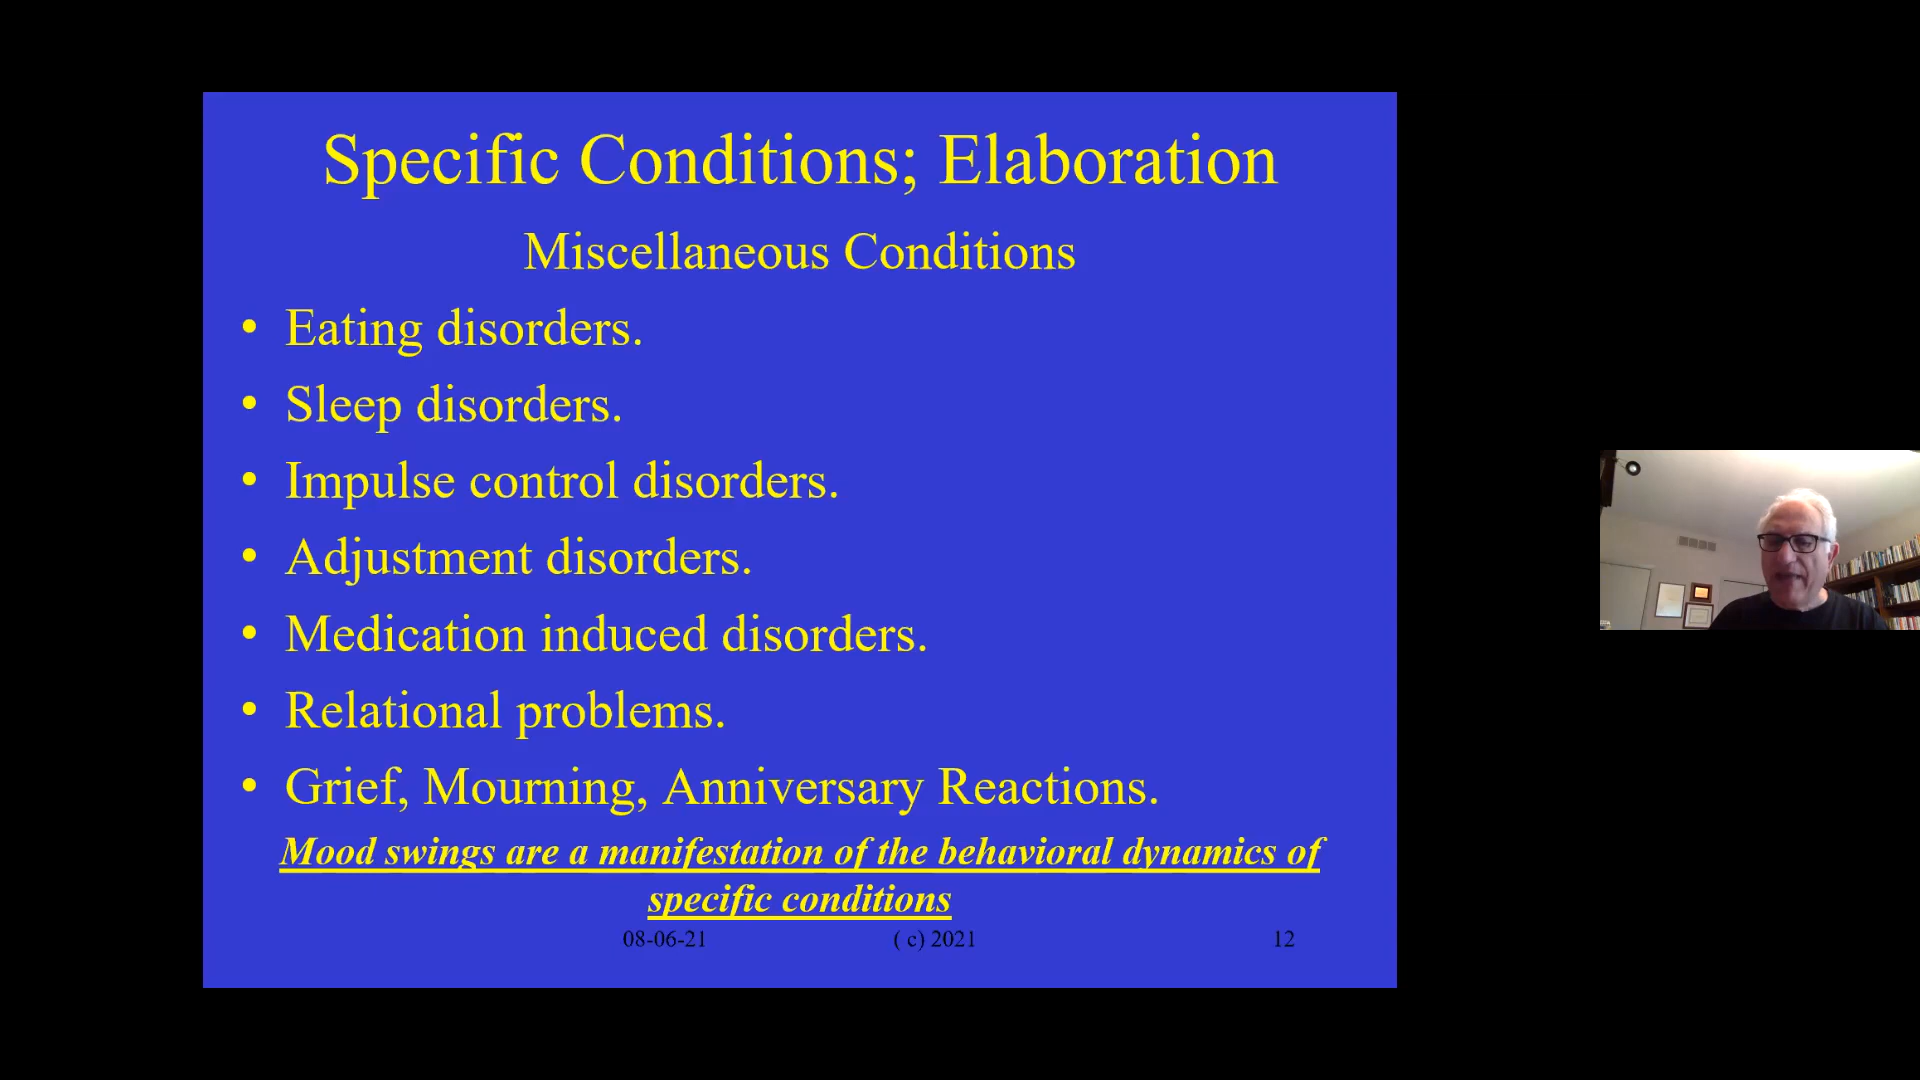 Specific Conditions; Elaboration
Miscellaneous Conditions
• Eating disorders.
• Sleep disorders.
• Impulse control disorders.
• Adjustment disorders.
• Medication induced disorders.
• Relational problems.
• Grief, Mourning, Anniversary Reactions.
Mood swings are a manifestation of the behavioral dynamics of
specific conditions
08-06-21 ( c) 2021 12